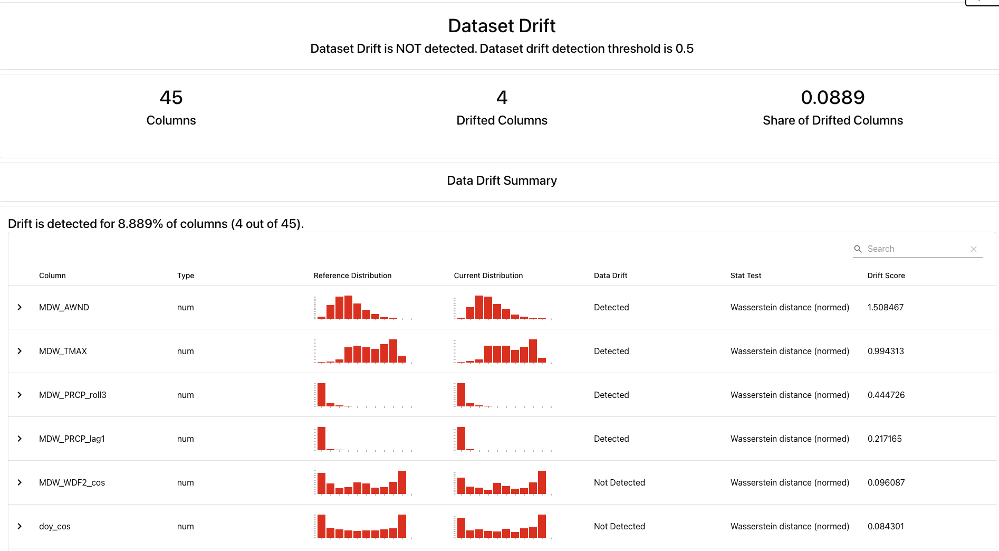 Dataset Drift
Dataset Drift is NOT detected. Dataset drift detection threshold is 0.5
45
Columns
4
Drifted Columns
0.0889
Share of Drifted Columns
Data Drift Summary
Drift is detected for 8.889% of columns (4 out of 45).
Search
Column Type Reference Distribution Current Distribution Data Drift Stat Test Drift Score
MDW_AWND num Detected Wasserstein distance (normed) 1.508467
MDW_TMAX num Detected Wasserstein distance (normed) 0.994313
MDW_PRCP_roll3 num Detected Wasserstein distance (normed) 0.444726
MDW_PRCP_lag1 num Detected Wasserstein distance (normed) 0.217165
MDW_WDF2_cos num Not Detected Wasserstein distance (normed) 0.096087
doy_cos num Not Detected Wasserstein distance (normed) 0.084301